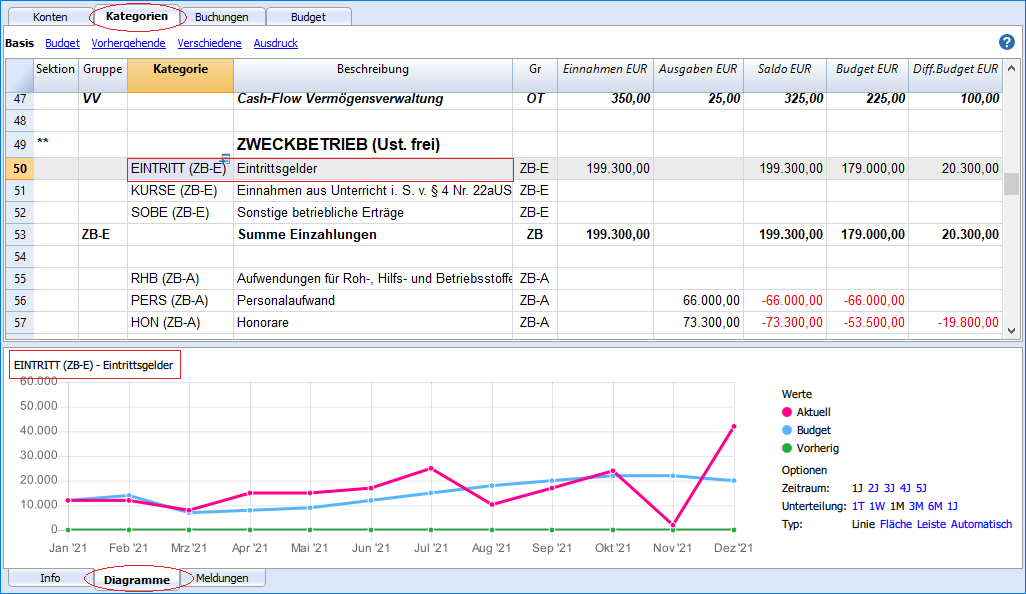 Konten Kategorien Buchungen Budget
Basis Budget Vorhergehende Verschiedene Ausdruck ?
Sektion Gruppe Kategorie Beschreibung Gr Einnahmen EUR Ausgaben EUR Saldo EUR Budget EUR Diff.Budget EUR
47 VV Cash-Flow Vermögensverwaltung OT 350,00 25,00 325,00 225,00 100,00
48
49 ** ZWECKBETRIEB (Ust. frei)
50 EINTRITT (ZB-E) Eintrittsgelder ZB-E 199.300,00 199.300,00 179.000,00 20.300,00
51 KURSE (ZB-E) Einnahmen aus Unterricht i. S. v. § 4 Nr. 22aUS ZB-E
52 SOBE (ZB-E) Sonstige betriebliche Erträge ZB-E
53 ZB-E Summe Einzahlungen ZB 199.300,00 199.300,00 179.000,00 20.300,00
54
55 RHB (ZB-A) Aufwendungen für Roh-, Hilfs- und Betriebsstoffe ZB-A
56 PERS (ZB-A) Personalaufwand ZB-A 66.000,00 -66.000,00 -66.000,00
57 HON (ZB-A) Honorare ZB-A 73.300,00 -73.300,00 -53.500,00 -19.800,00
EINTRITT (ZB-E) - Eintrittsgelder
60.000
50.000
40.000
30.000
20.000
10.000
0
Jan '21 Feb '21 Mrz '21 Apr '21 Mai '21 Jun '21 Jul '21 Aug '21 Sep '21 Okt '21 Nov '21 Dez '21
Werte
Aktuell
Budget
Vorherig
Optionen
Zeitraum: 1J 2J 3J 4J 5J
Unterteilung: 1T 1W 1M 3M 6M 1J
Typ: Linie Fläche Leiste Automatisch
Info Diagramme Meldungen